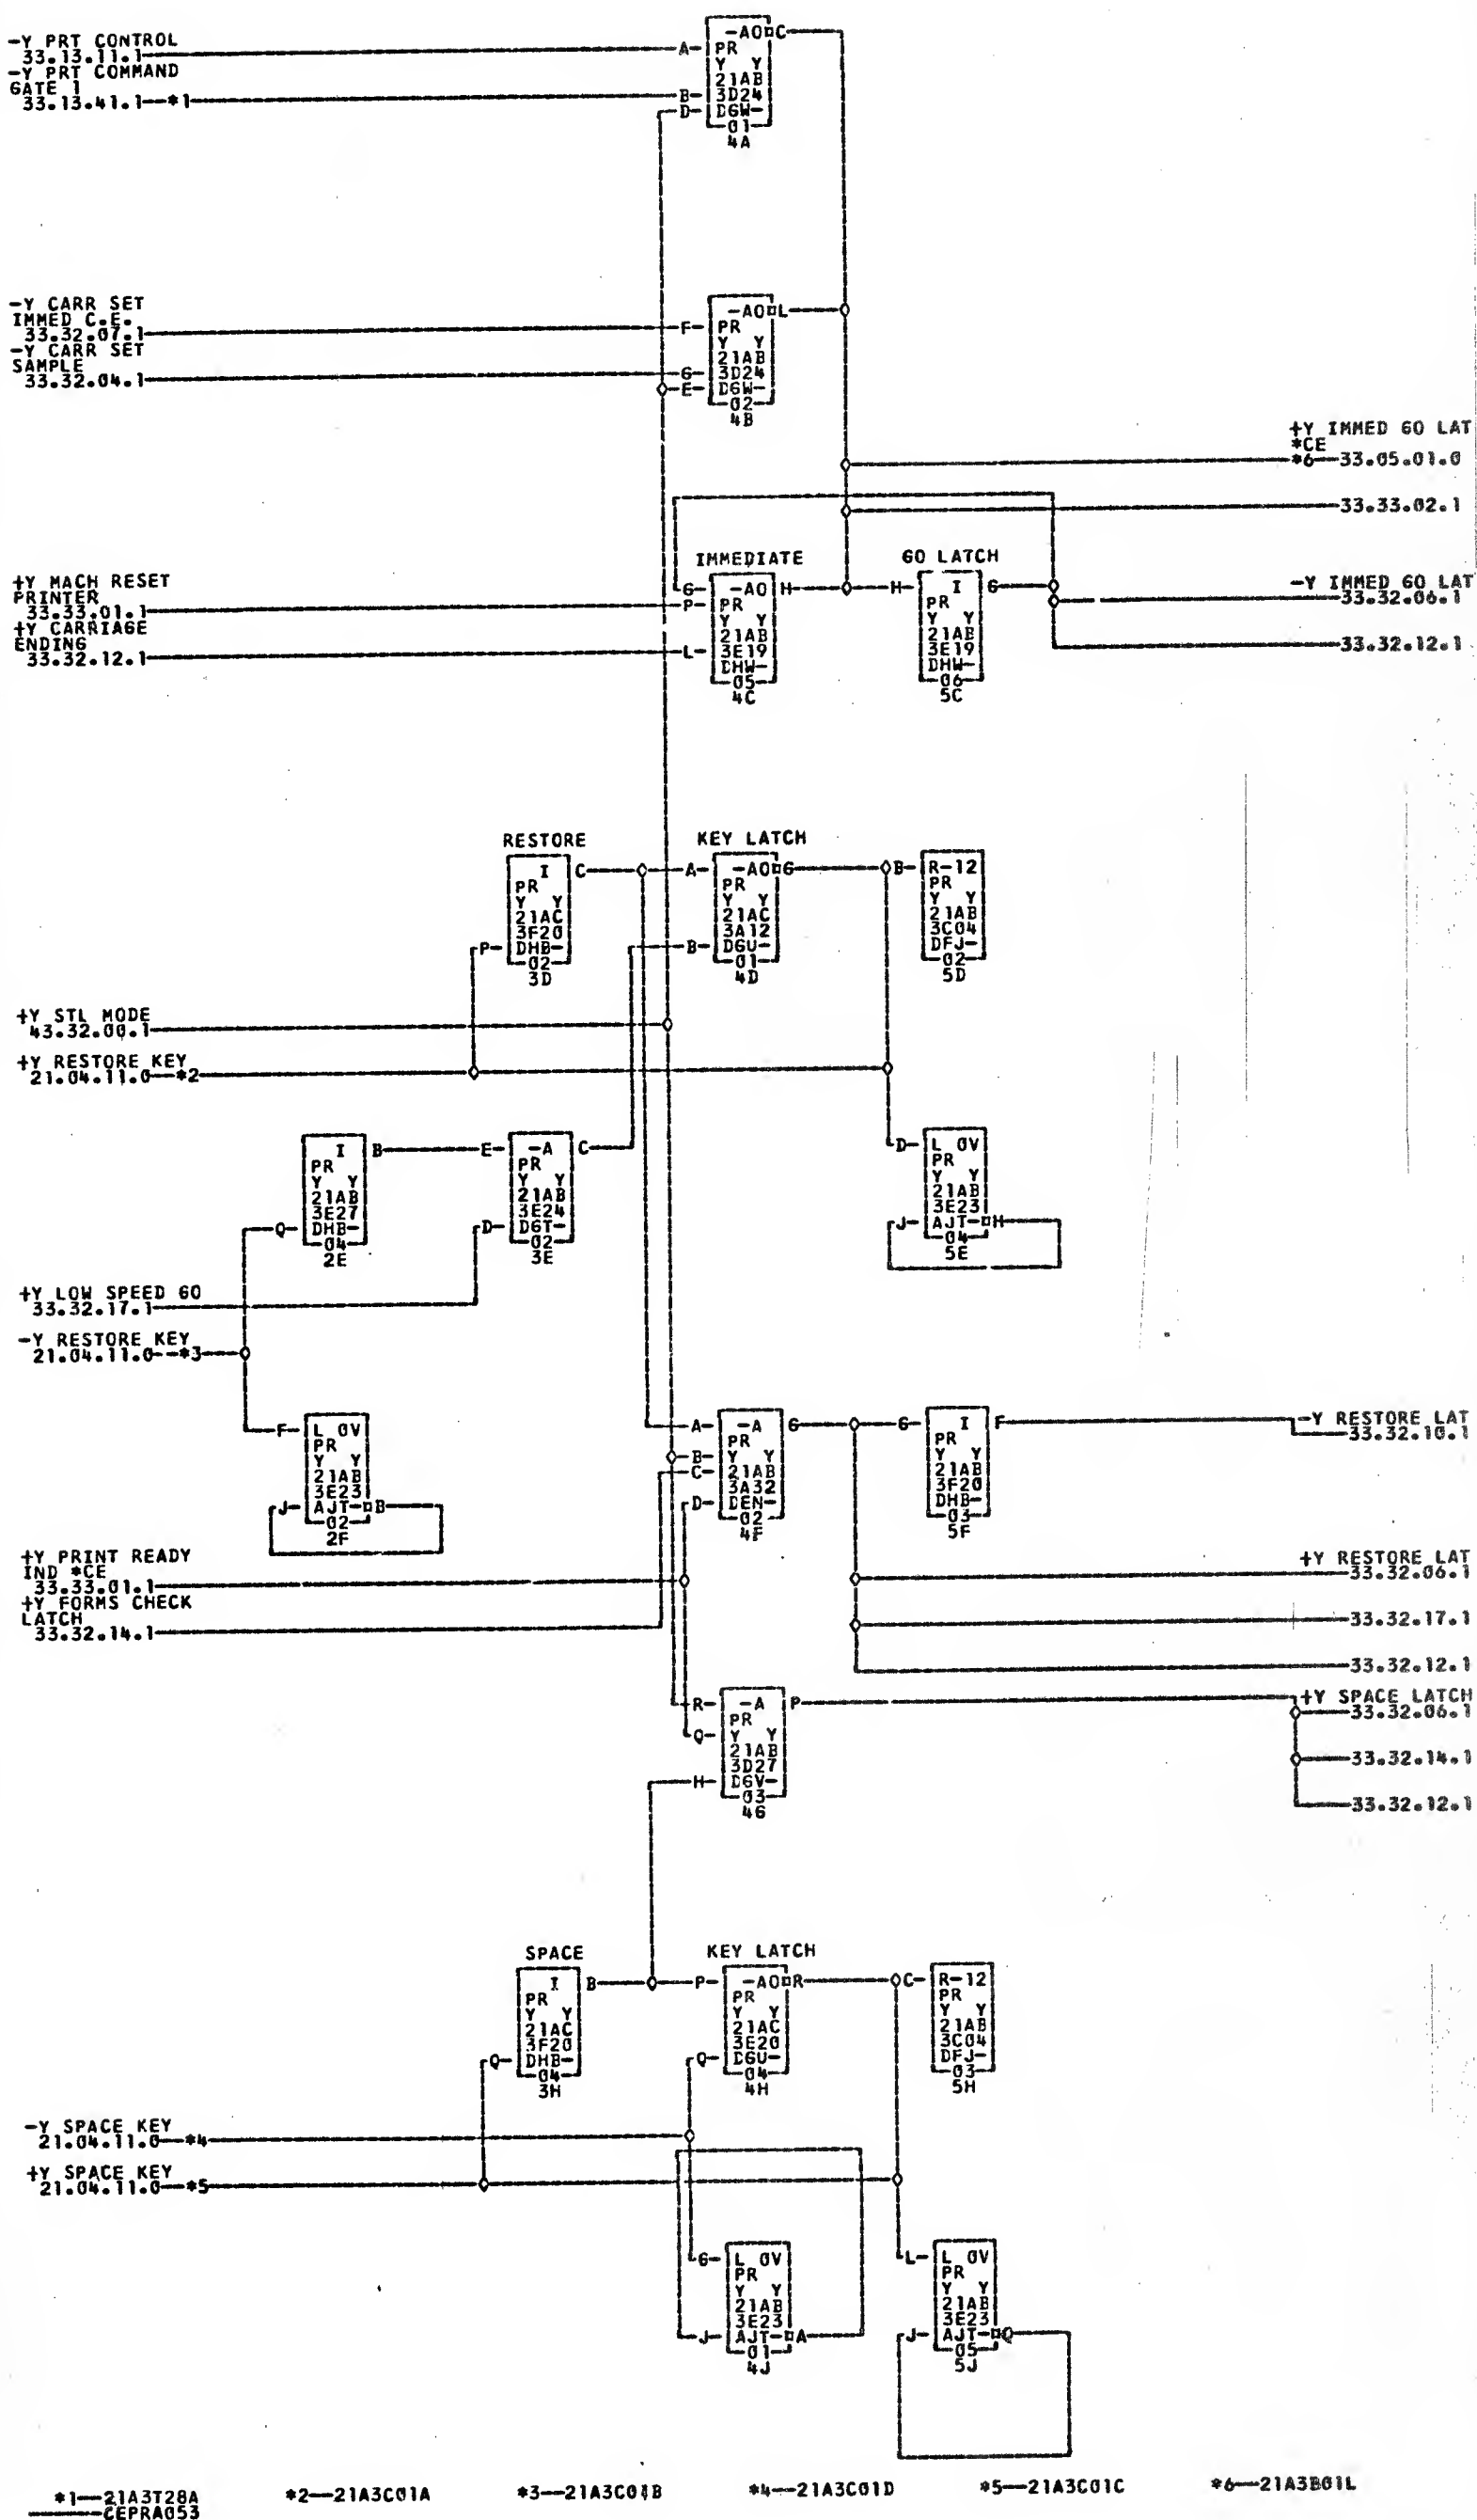 -Y PRT CONTROL
33.13.11.1
-Y PRT COMMAND
GATE 1
33.13.41.1—*1
A- B- D-
-AO C
PR
Y Y
21AB
3D24
DGW-
01
4A
-Y CARR SET
IMMED C.E.
33.32.07.1
-Y CARR SET
SAMPLE
33.32.04.1
F- G- E-
-AO L
PR
Y Y
21AB
3D24
DGW-
02
4B
+Y IMMED GO LAT
*CE
*6—33.05.01.0
33.33.02.1
+Y MACH RESET
PRINTER
33.33.01.1
+Y CARRIAGE
ENDING
33.32.12.1
IMMEDIATE
G- P- L-
-AO H
PR
Y Y
21AB
3E19
DHW-
05
4C
GO LATCH
H- I G
PR
Y Y
21AB
3E19
DHW-
06
5C
-Y IMMED GO LAT
33.32.06.1
33.32.12.1
RESTORE
I C
PR
Y Y
21AC
3F20
P- DHB-
02
3D
KEY LATCH
A- -AO G
PR
Y Y
21AC
3A12
B- DGU-
01
4D
B- R-12
PR
Y Y
21AB
3C04
DFJ-
02
5D
+Y STL MODE
43.32.00.1
+Y RESTORE KEY
21.04.11.0—*2
I B
PR
Y Y
21AB
3E27
Q- DHB-
04
2E
E- -A C
PR
Y Y
21AB
3E24
D- DGT-
02
3E
D- L OV
PR
Y Y
21AB
3E23
J- AJT- H
04
5E
+Y LOW SPEED GO
33.32.17.1
-Y RESTORE KEY
21.04.11.0—*3
F- L OV
PR
Y Y
21AB
3E23
J- AJT- B
02
2F
A- B- C- D-
-A G
PR
Y Y
21AB
3A32
DEN-
02
4F
G- I F
PR
Y Y
21AB
3F20
DHB-
03
5F
-Y RESTORE LAT
33.32.10.1
+Y PRINT READY
IND *CE
33.33.01.1
+Y FORMS CHECK
LATCH
33.32.14.1
+Y RESTORE LAT
33.32.06.1
33.32.17.1
33.32.12.1
R- Q- H-
-A P
PR
Y Y
21AB
3D27
DGV-
03
4G
+Y SPACE LATCH
33.32.06.1
33.32.14.1
33.32.12.1
SPACE
I B
PR
Y Y
21AC
3F20
Q- DHB-
04
3H
KEY LATCH
P- -AO R
PR
Y Y
21AC
3E20
Q- DGU-
04
4H
C- R-12
PR
Y Y
21AB
3C04
DFJ-
03
5H
-Y SPACE KEY
21.04.11.0—*4
+Y SPACE KEY
21.04.11.0—*5
G- L OV
PR
Y Y
21AB
3E23
J- AJT- A
01
4J
L- L OV
PR
Y Y
21AB
3E23
J- AJT- Q
05
5J
*1—21A3T28A *2—21A3C01A *3—21A3C01B *4—21A3C01D *5—21A3C01C *6—21A3B01L
CEPRA053